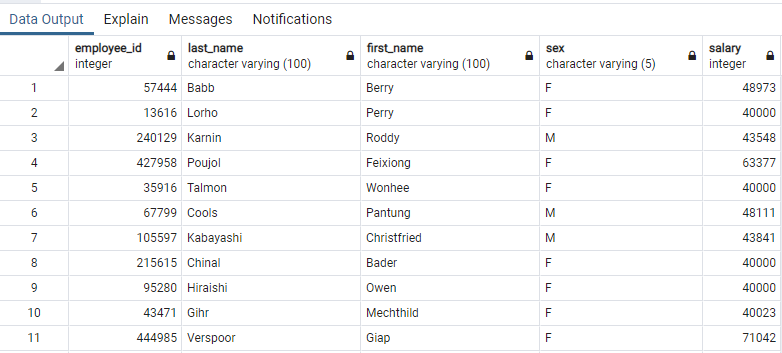 Data Output Explain Messages Notifications
employee_id last_name first_name sex salary
integer character varying (100) character varying (100) character varying (5) integer
1 57444 Babb Berry F 48973
2 13616 Lorho Perry F 40000
3 240129 Karnin Roddy M 43548
4 427958 Poujol Feixiong F 63377
5 35916 Talmon Wonhee F 40000
6 67799 Cools Pantung M 48111
7 105597 Kabayashi Christfried M 43841
8 215615 Chinal Bader F 40000
9 95280 Hiraishi Owen F 40000
10 43471 Gihr Mechthild F 40023
11 444985 Verspoor Giap F 71042